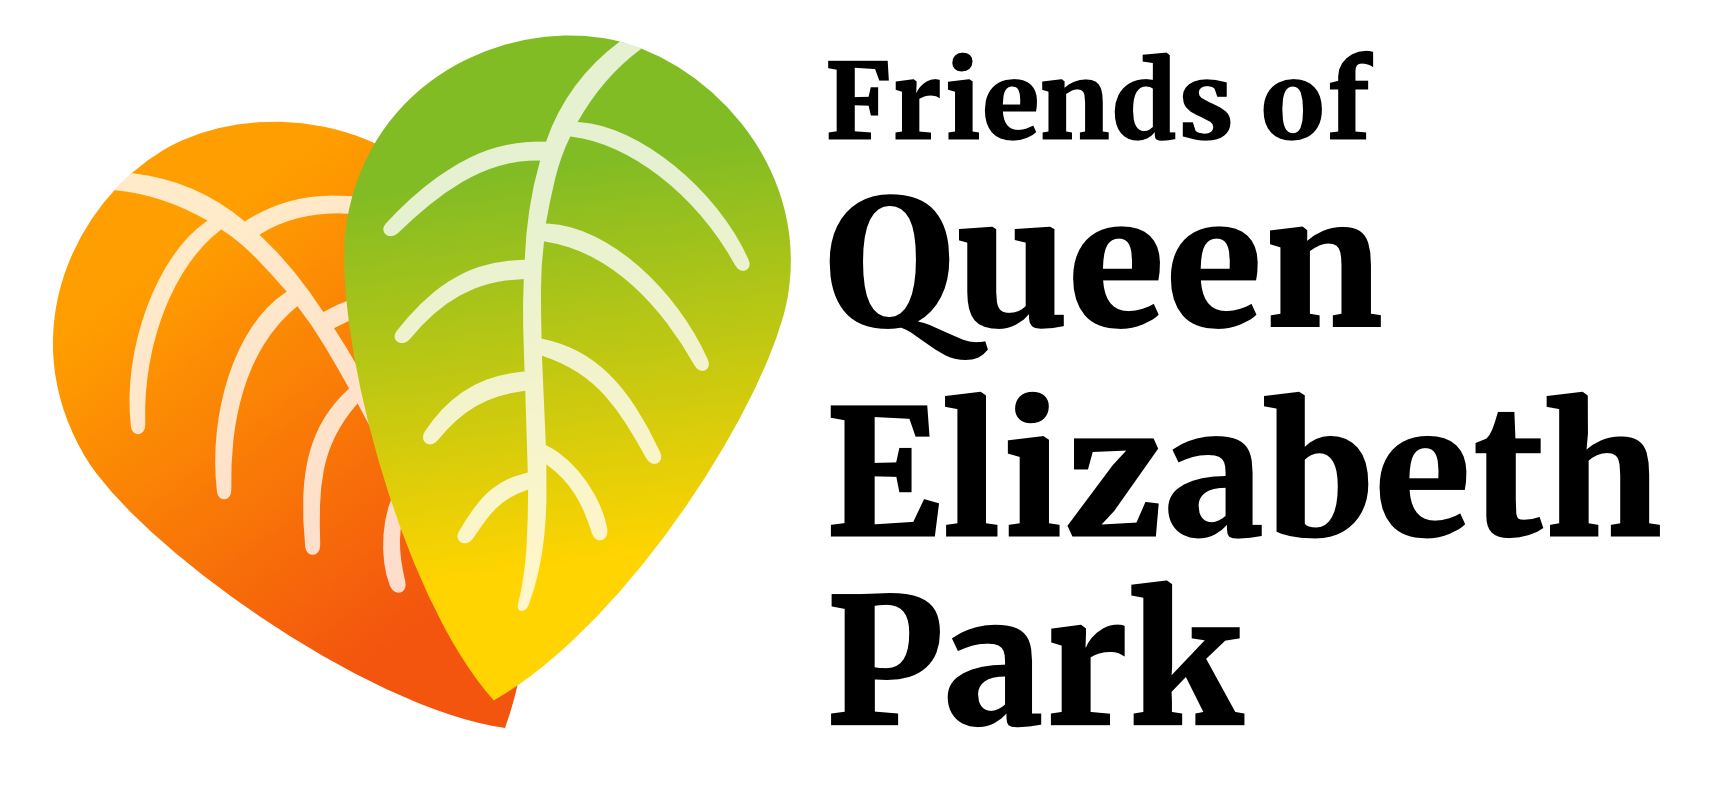 Friends of
Queen
Elizabeth
Park